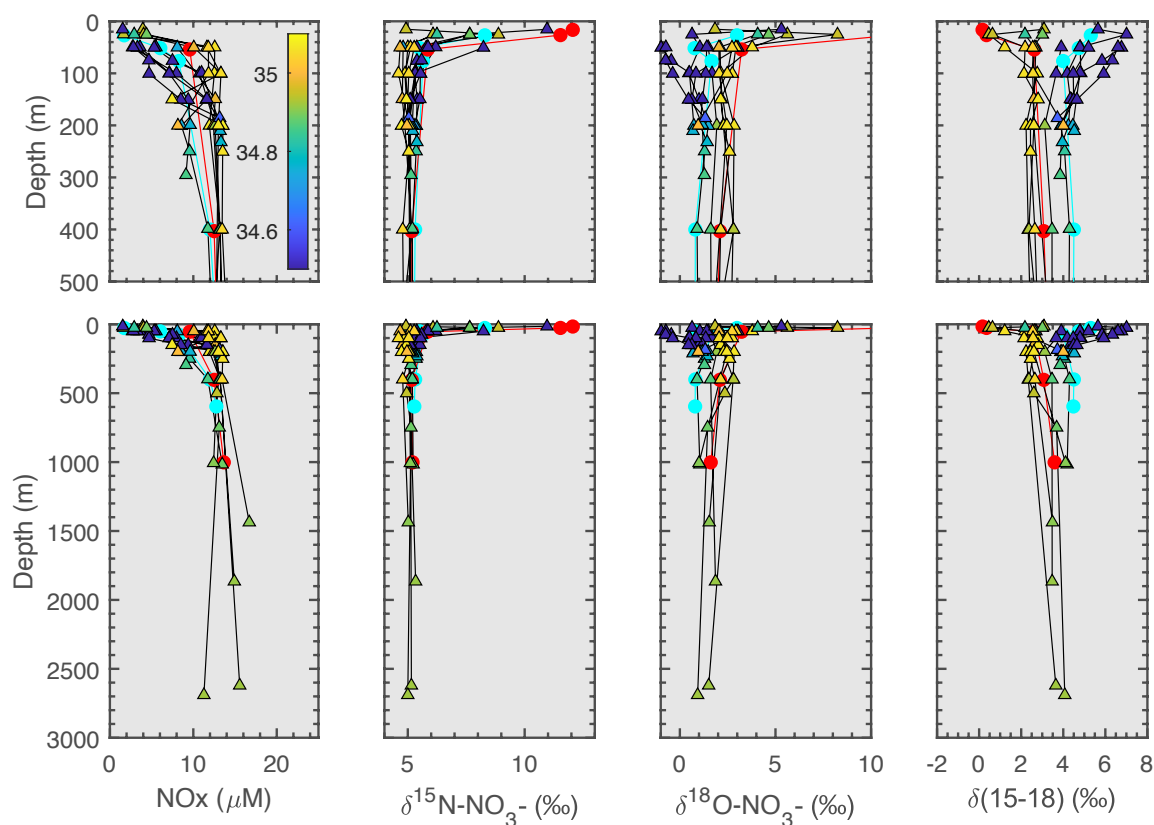 0
100
200
300
400
500
Depth (m)
35
34.8
34.6
0
500
1000
1500
2000
2500
3000
Depth (m)
0 10 20
NOx (μM)
5 10
δ15N-NO3- (‰)
0 5 10
δ18O-NO3- (‰)
-2 0 2 4 6 8
δ(15-18) (‰)